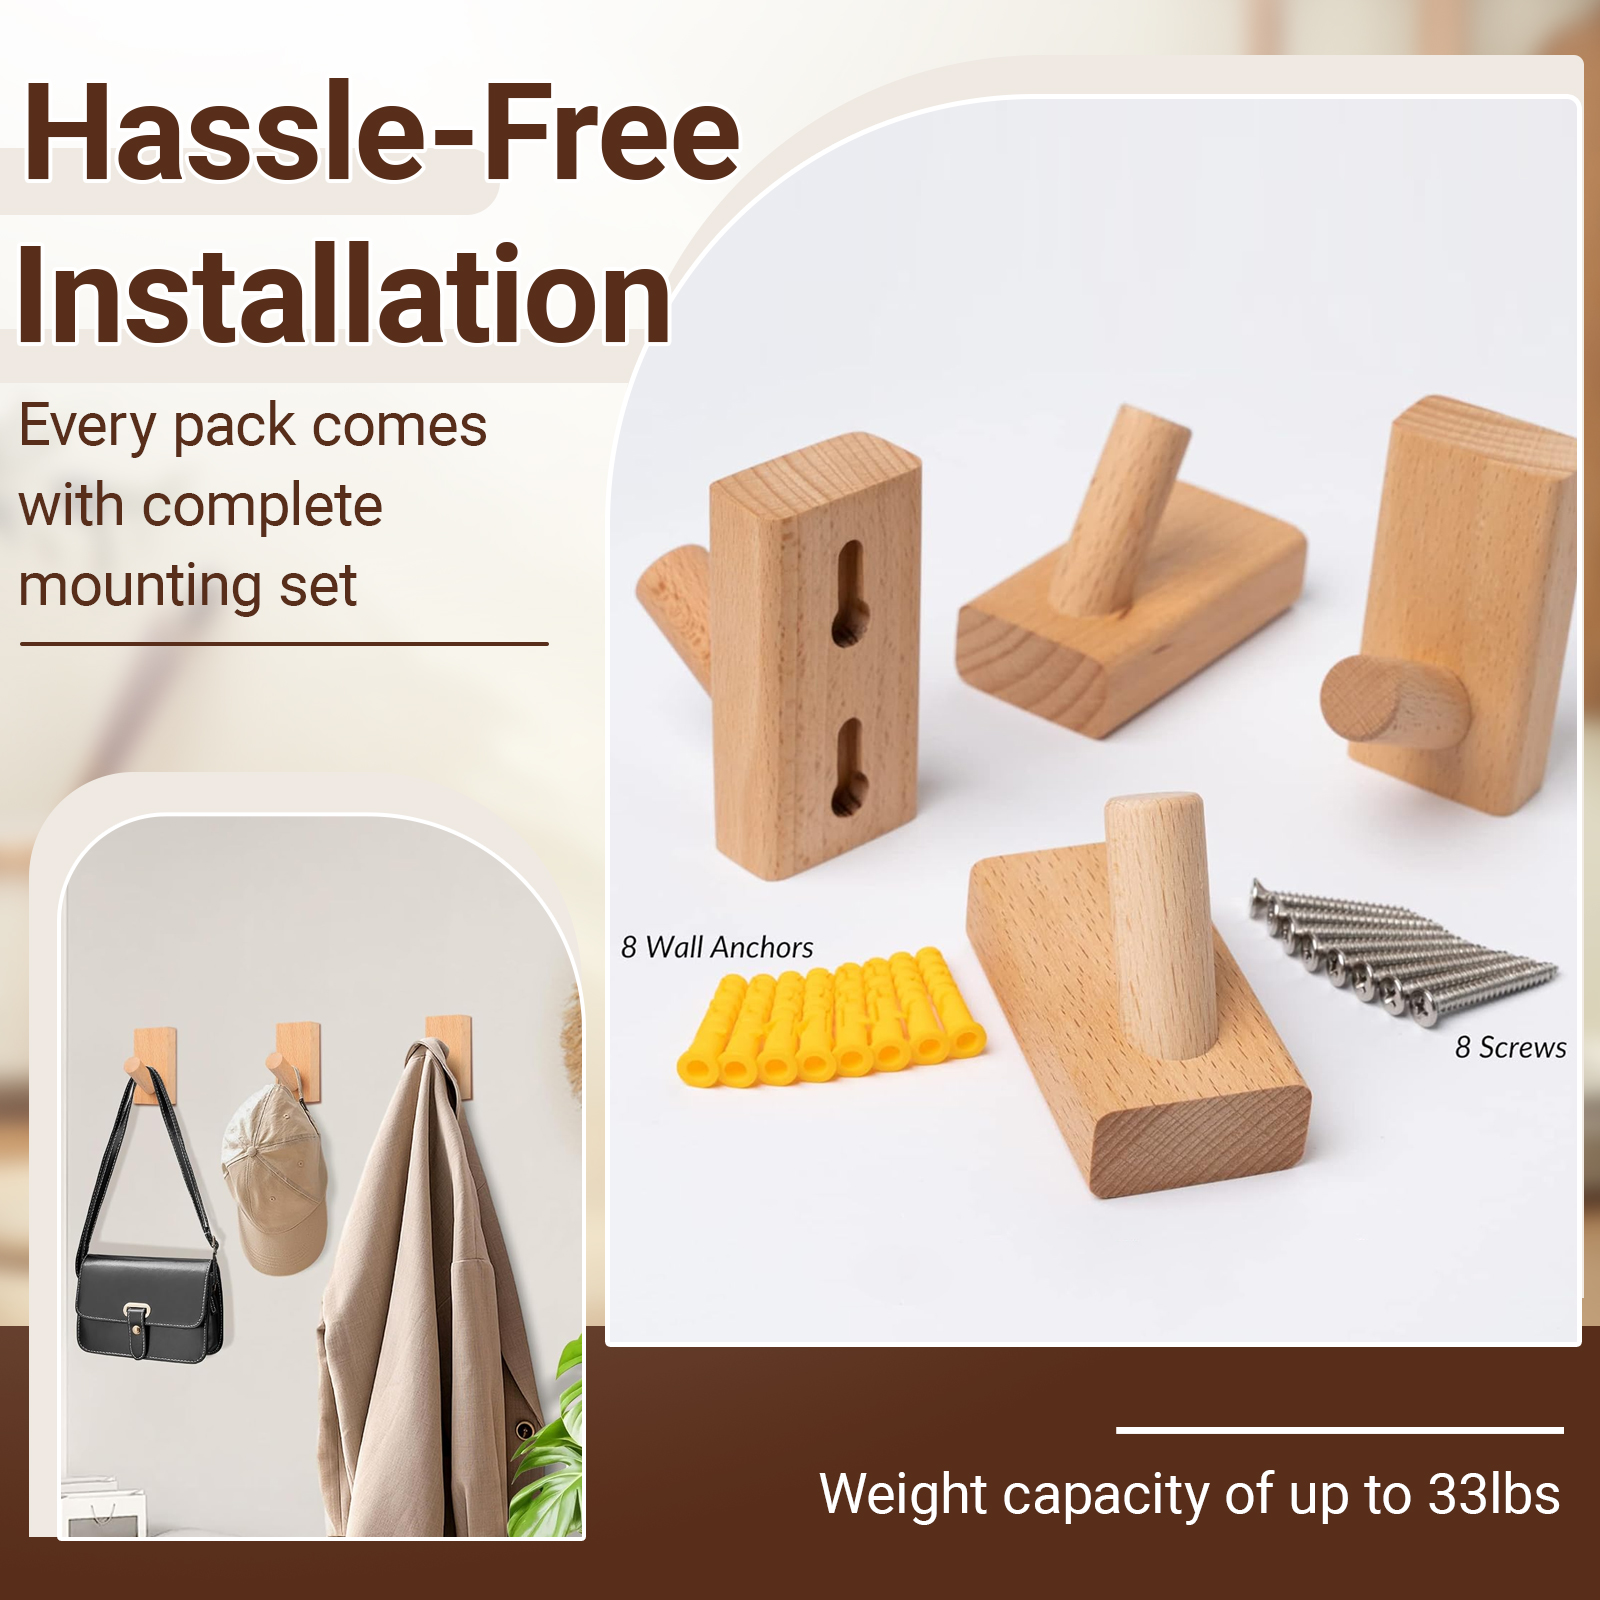 Hassle-Free
Installation
Every pack comes
with complete
mounting set
8 Wall Anchors
8 Screws
Weight capacity of up to 33lbs